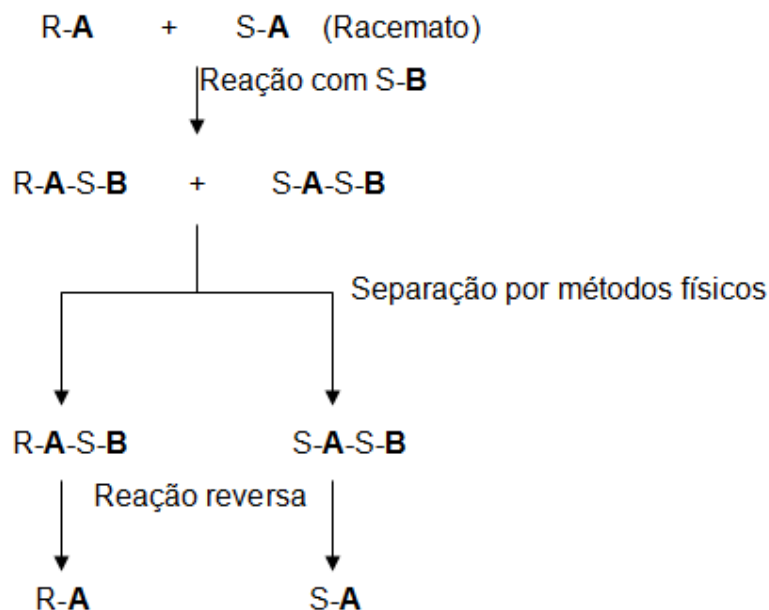 R-A + S-A (Racemato)
Reação com S-B
R-A-S-B + S-A-S-B
Separação por métodos físicos
R-A-S-B S-A-S-B
Reação reversa
R-A S-A